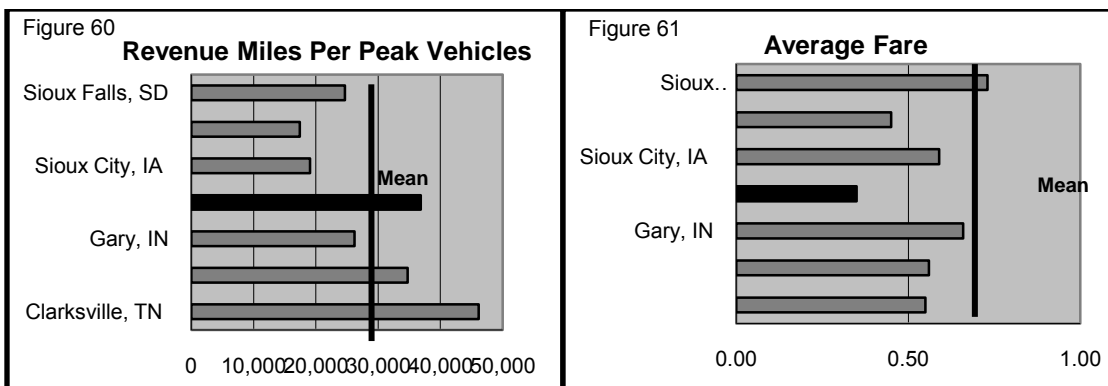 Figure 60
Revenue Miles Per Peak Vehicles
Sioux Falls, SD
Sioux City, IA
Mean
Gary, IN
Clarksville, TN
0 10,000 20,000 30,000 40,000 50,000
Figure 61
Average Fare
Sioux..
Sioux City, IA
Mean
Gary, IN
0.00 0.50 1.00